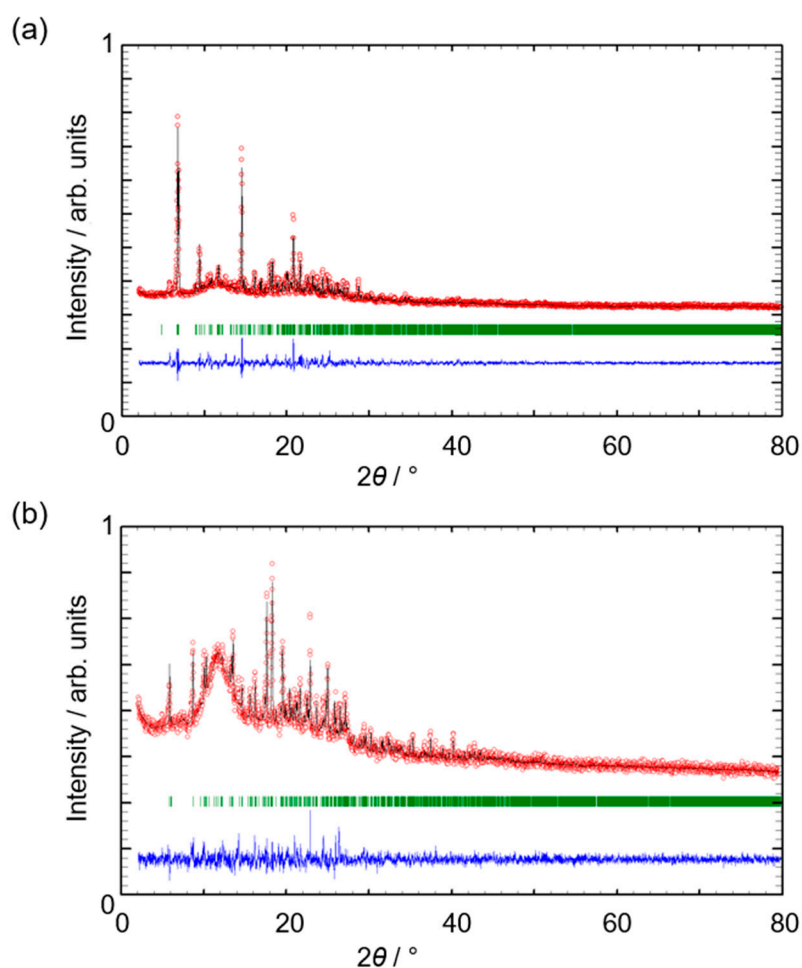 (a)
1
Intensity / arb. units
0
0 20 40 60 80
2θ / °
(b)
1
Intensity / arb. units
0
0 20 40 60 80
2θ / °